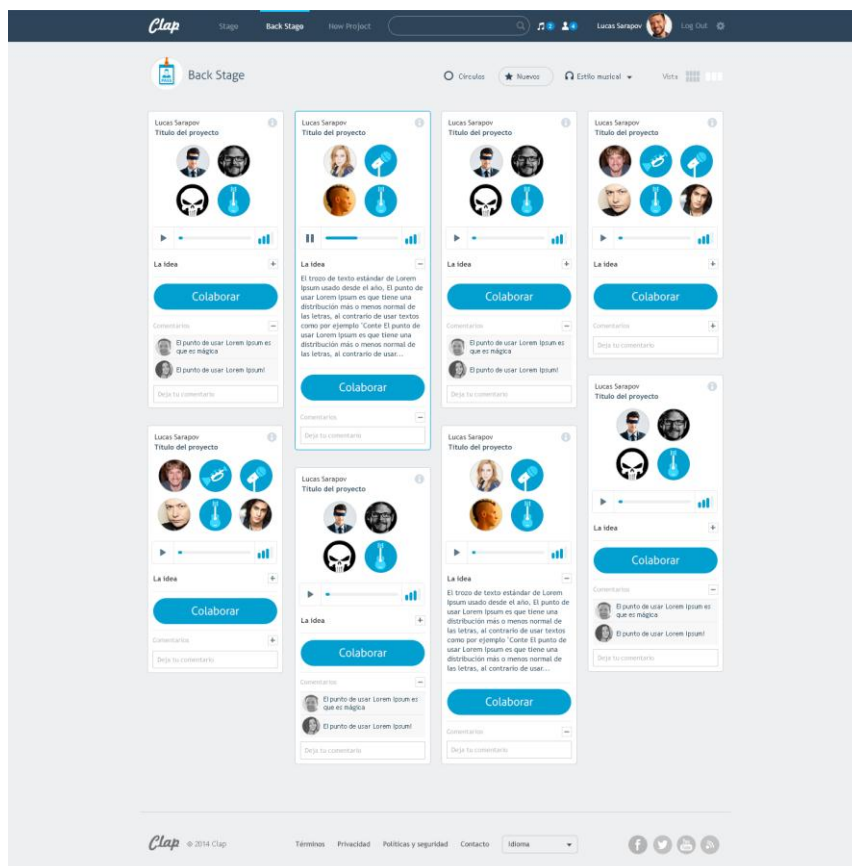 Clap
Stage
Back Stage
New Project
2
4
Lucas Sarapov
Log Out
Back Stage
Círculos
Nuevos
Estilo musical
Vista
Lucas Sarapov
Título del proyecto
La idea
Colaborar
Comentarios
El punto de usar Lorem Ipsum es
que es mágica
El punto de usar Lorem Ipsum!
Deja tu comentario
Lucas Sarapov
Título del proyecto
La idea
Colaborar
Comentarios
Deja tu comentario
Lucas Sarapov
Título del proyecto
La idea
El trozo de texto estándar de Lorem
Ipsum usado desde el año, El punto de
usar Lorem Ipsum es que tiene una
distribución más o menos normal de
las letras, al contrario de usar textos
como por ejemplo "Conte El punto de
usar Lorem Ipsum es que tiene una
distribución más o menos normal de
las letras, al contrario de usar...
Colaborar
Comentarios
Deja tu comentario
Lucas Sarapov
Título del proyecto
La idea
Colaborar
Comentarios
El punto de usar Lorem Ipsum es
que es mágica
El punto de usar Lorem Ipsum!
Deja tu comentario
Lucas Sarapov
Título del proyecto
La idea
Colaborar
Comentarios
El punto de usar Lorem Ipsum es
que es mágica
El punto de usar Lorem Ipsum!
Deja tu comentario
Lucas Sarapov
Título del proyecto
La idea
El trozo de texto estándar de Lorem
Ipsum usado desde el año, El punto de
usar Lorem Ipsum es que tiene una
distribución más o menos normal de
las letras, al contrario de usar textos
como por ejemplo "Conte El punto de
usar Lorem Ipsum es que tiene una
distribución más o menos normal de
las letras, al contrario de usar...
Colaborar
Comentarios
Deja tu comentario
Lucas Sarapov
Título del proyecto
La idea
Colaborar
Comentarios
Deja tu comentario
Lucas Sarapov
Título del proyecto
La idea
Colaborar
Comentarios
El punto de usar Lorem Ipsum es
que es mágica
El punto de usar Lorem Ipsum!
Deja tu comentario
Clap
© 2014 Clap
Términos
Privacidad
Políticas y seguridad
Contacto
Idioma